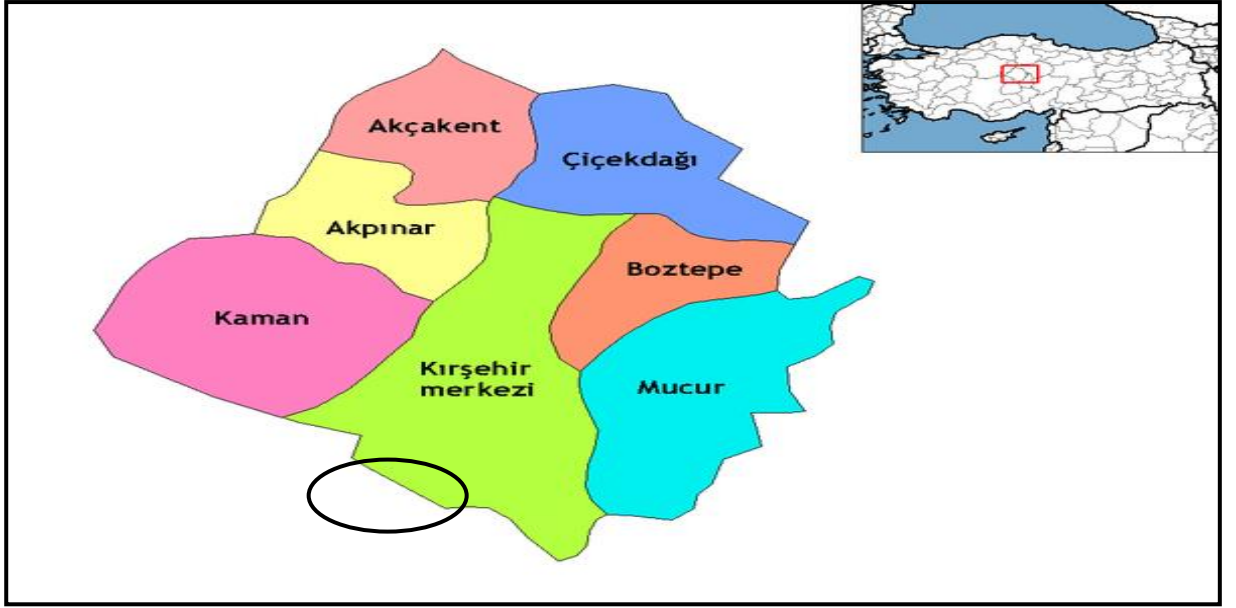 Akçakent
Çiçekdağı
Akpınar
Boztepe
Kaman
Kırşehir
merkezi
Mucur